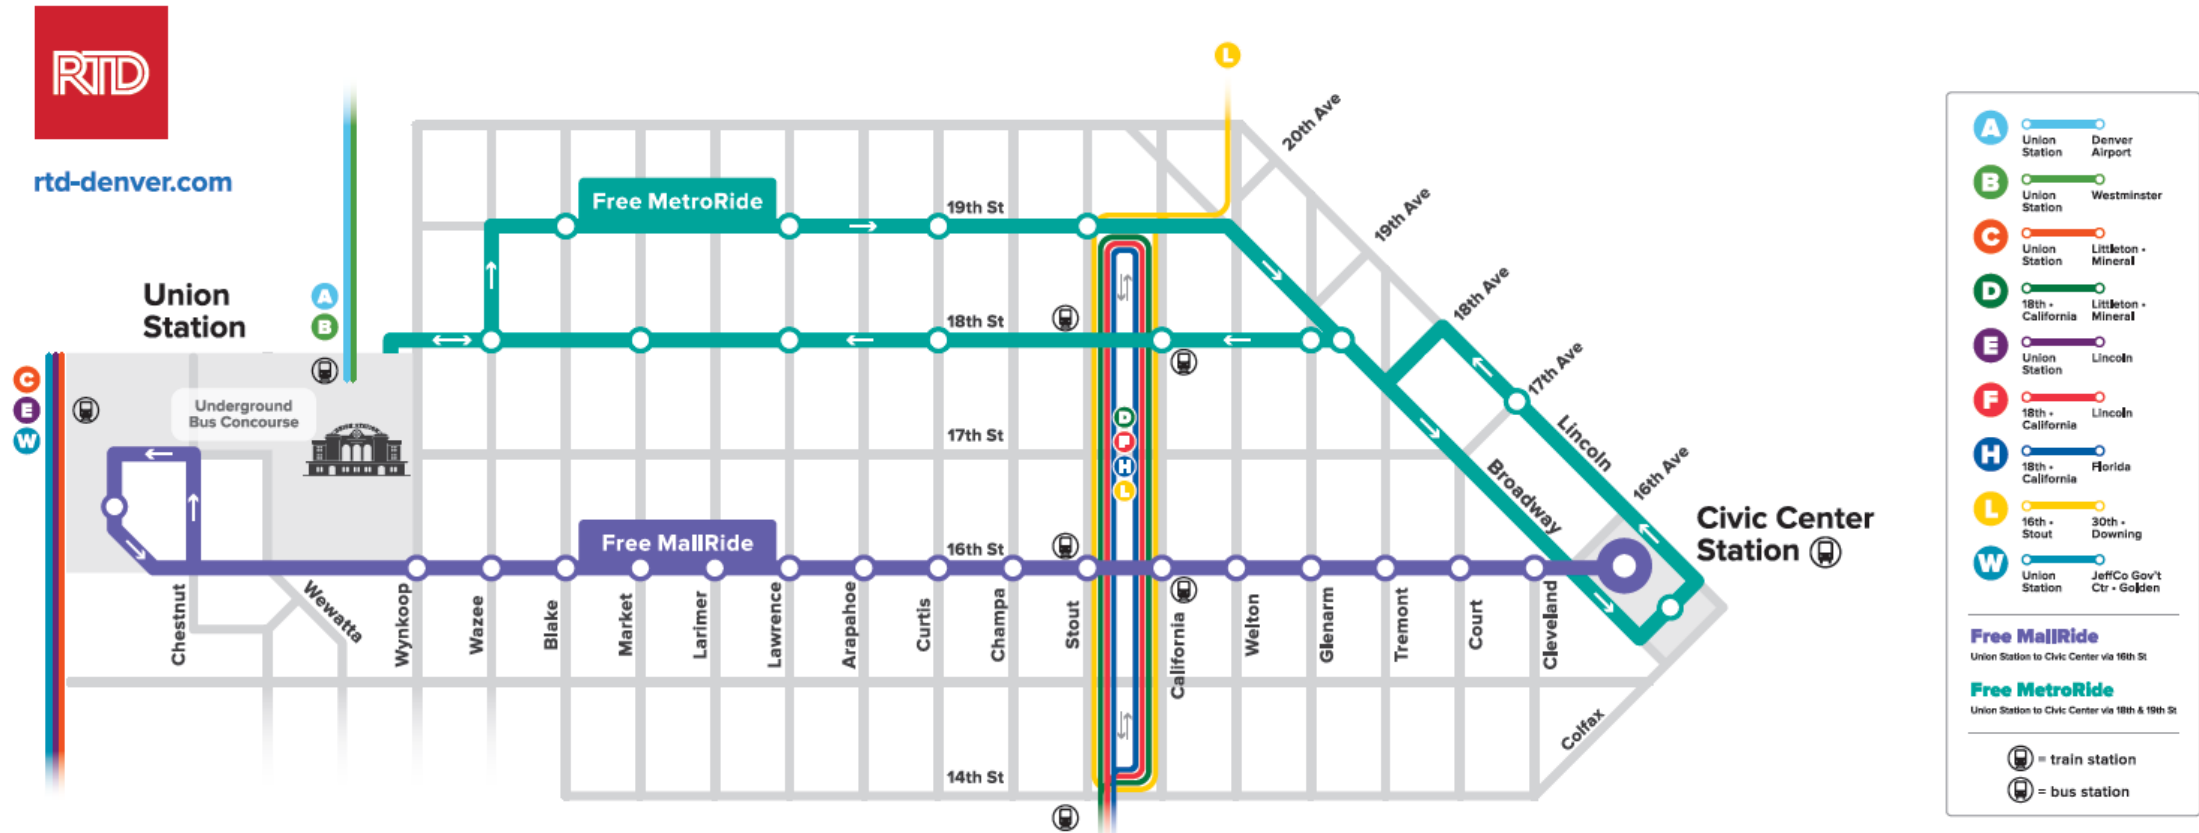 RTD
rtd-denver.com
L
20th Ave
19th Ave
18th Ave
17th Ave
16th Ave
Free MetroRide
19th St
Union
Station
A
B
18th St
C
E
W
Underground
Bus Concourse
UNION STATION
D
F
H
L
17th St
Lincoln
Broadway
Civic Center
Station
Free MallRide
16th St
Chestnut
Wewatta
Wynkoop
Wazee
Blake
Market
Larimer
Lawrence
Arapahoe
Curtis
Champa
Stout
California
Welton
Glenarm
Tremont
Court
Cleveland
Colfax
14th St
A
Union
Station
Denver
Airport
B
Union
Station
Westminster
C
Union
Station
Littleton •
Mineral
D
18th •
California
Littleton •
Mineral
E
Union
Station
Lincoln
F
18th •
California
Lincoln
H
18th •
California
Florida
L
16th •
Stout
30th •
Downing
W
Union
Station
JeffCo Gov't
Ctr • Golden
Free MallRide
Union Station to Civic Center via 16th St
Free MetroRide
Union Station to Civic Center via 18th & 19th St
= train station
= bus station